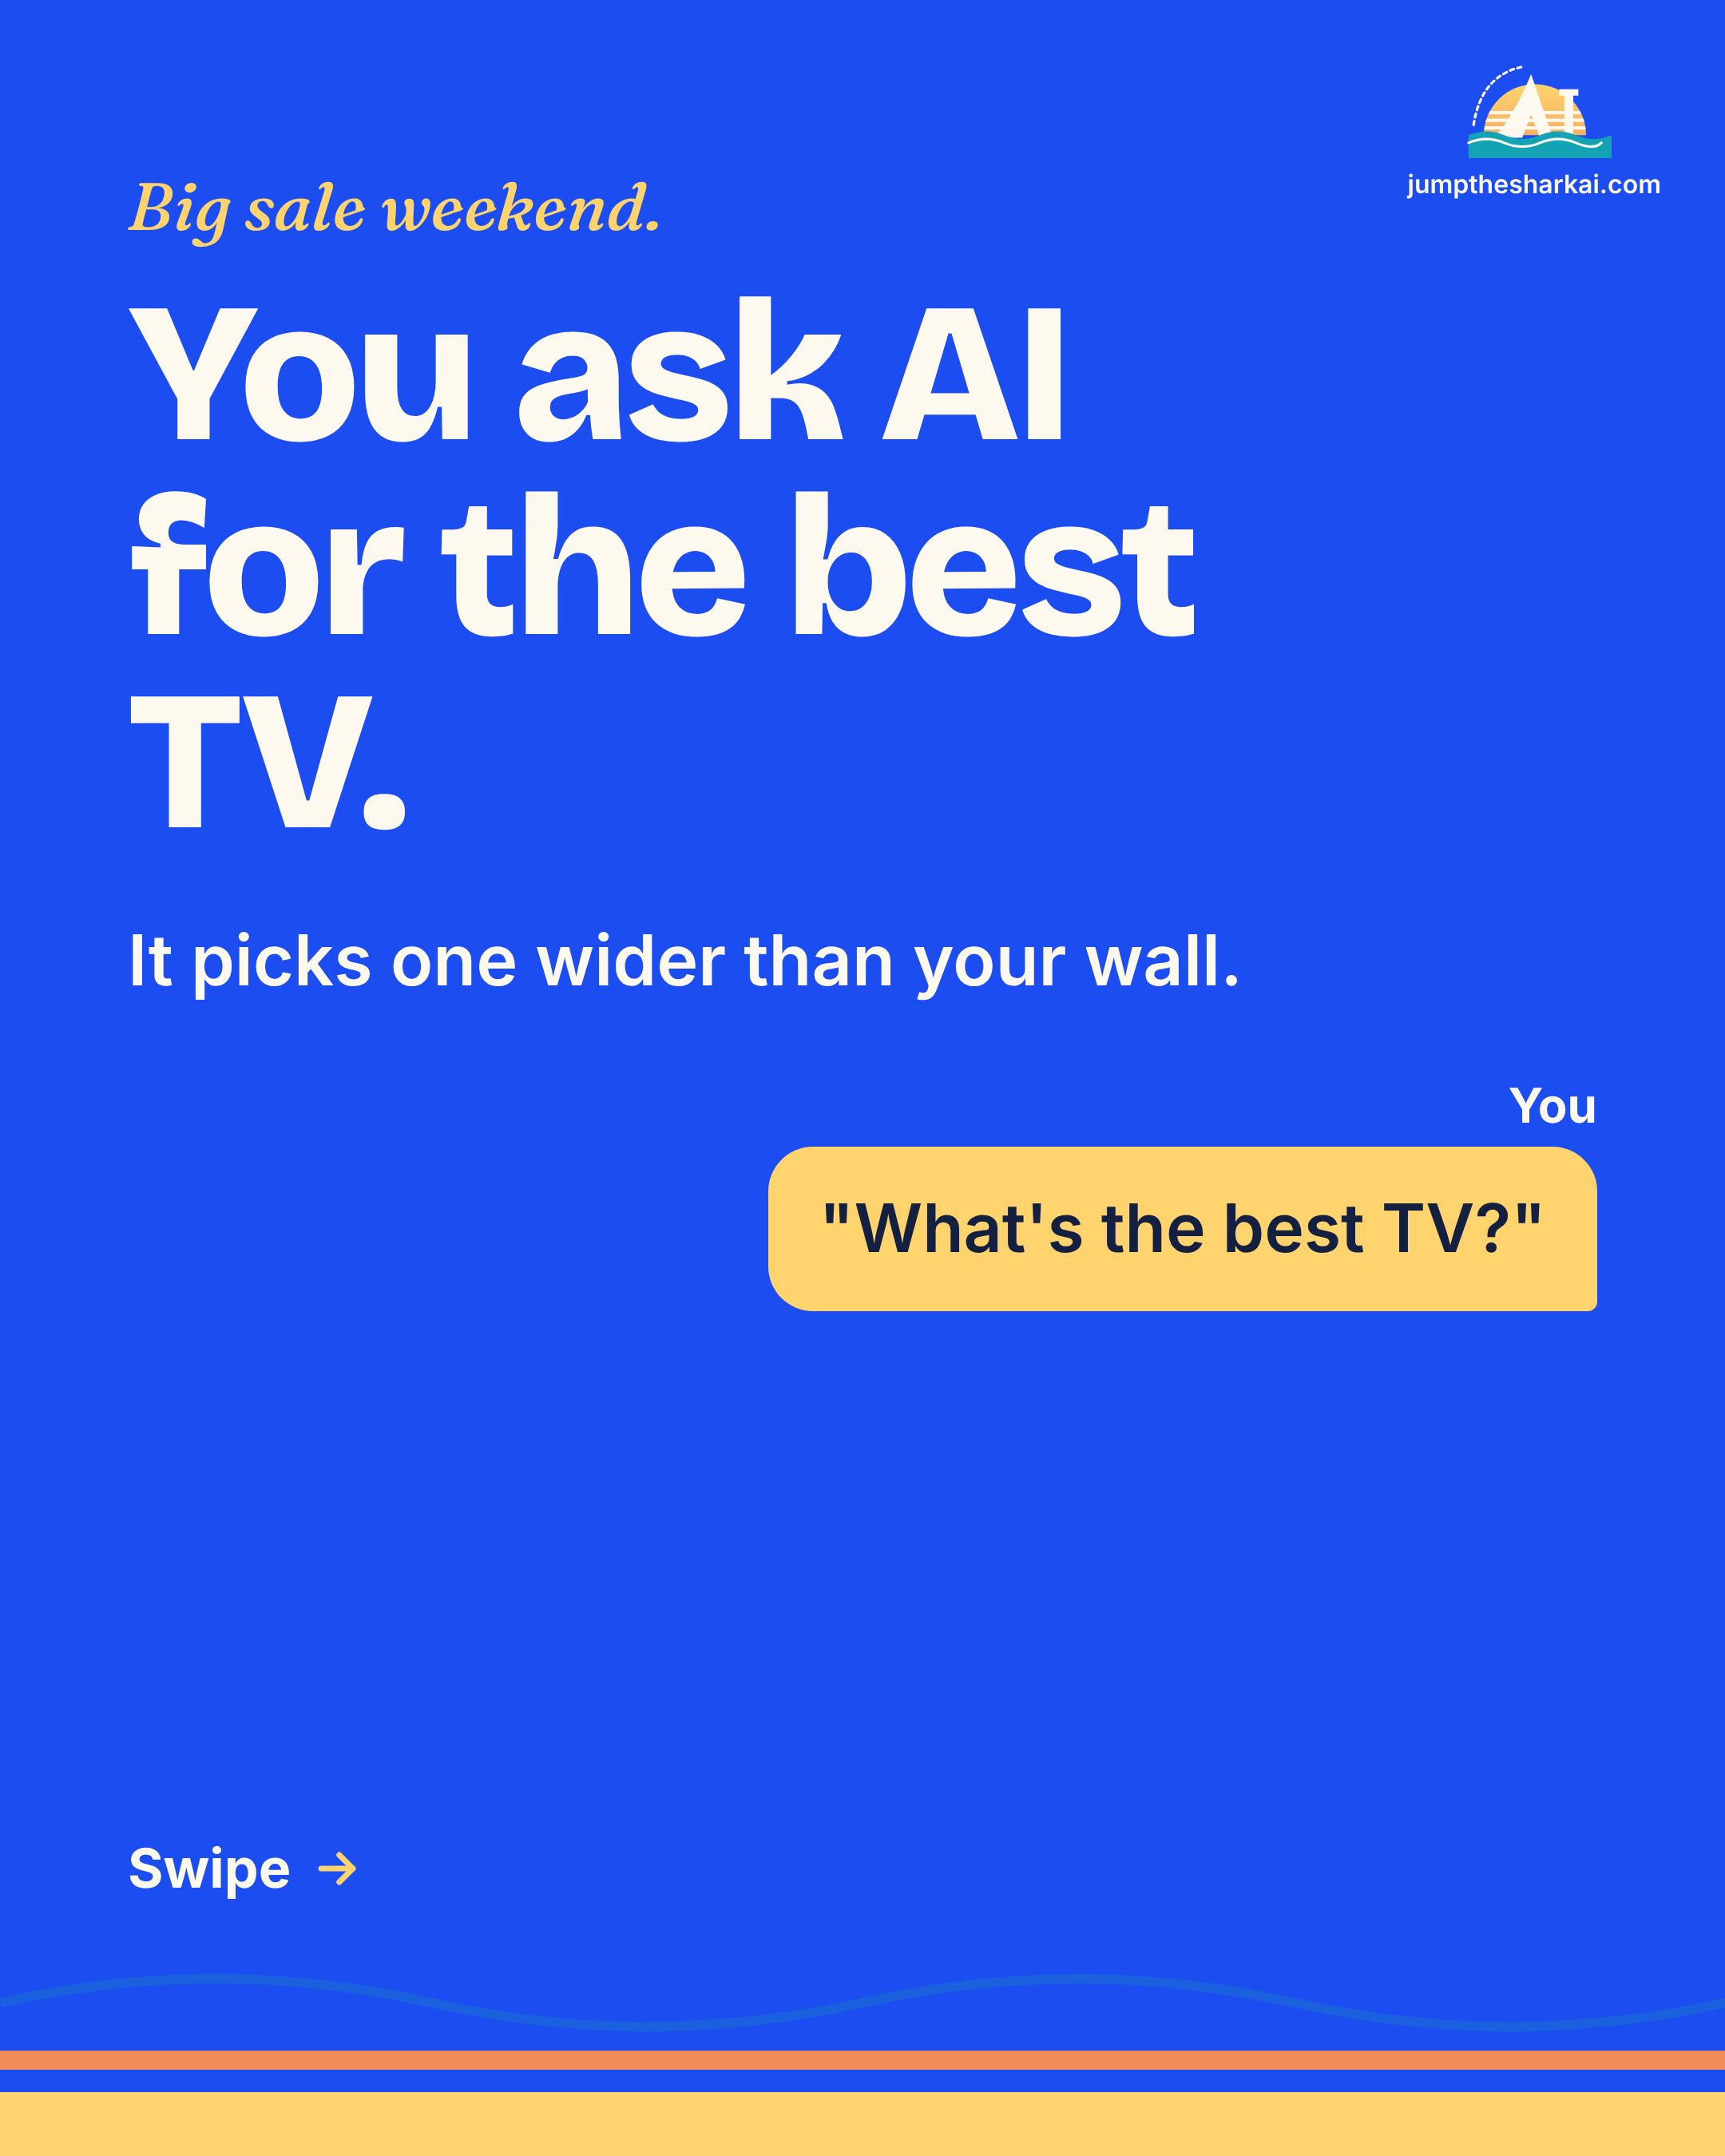 AI
jumpthesharkai.com
Big sale weekend.
You ask AI
for the best
TV.
It picks one wider than your wall.
You
"What's the best TV?"
Swipe →